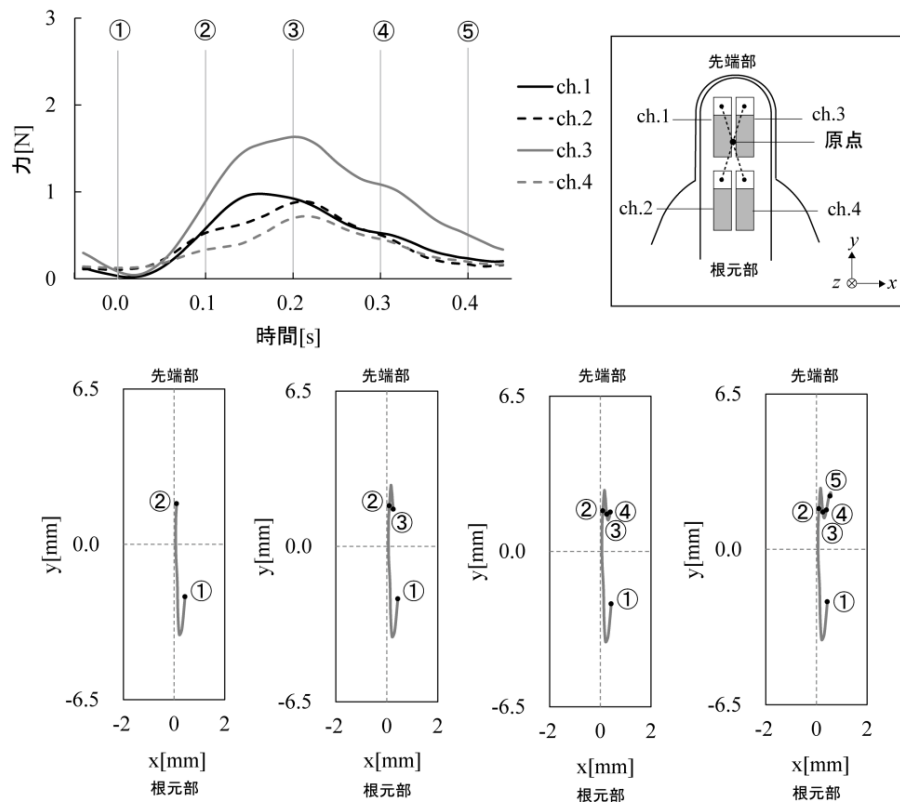 3
2
1
0
力[N]
① ② ③ ④ ⑤
0.0 0.1 0.2 0.3 0.4
時間[s]
ch.1
ch.2
ch.3
ch.4
先端部
ch.1
ch.3
原点
ch.2
ch.4
根元部
y
z
x
先端部
6.5
0.0
-6.5
y[mm]
②
①
-2 0 2
x[mm]
根元部
先端部
6.5
0.0
-6.5
y[mm]
②
③
①
-2 0 2
x[mm]
根元部
先端部
6.5
0.0
-6.5
y[mm]
② ④
③
①
-2 0 2
x[mm]
根元部
先端部
6.5
0.0
-6.5
y[mm]
⑤
② ④
③
①
-2 0 2
x[mm]
根元部